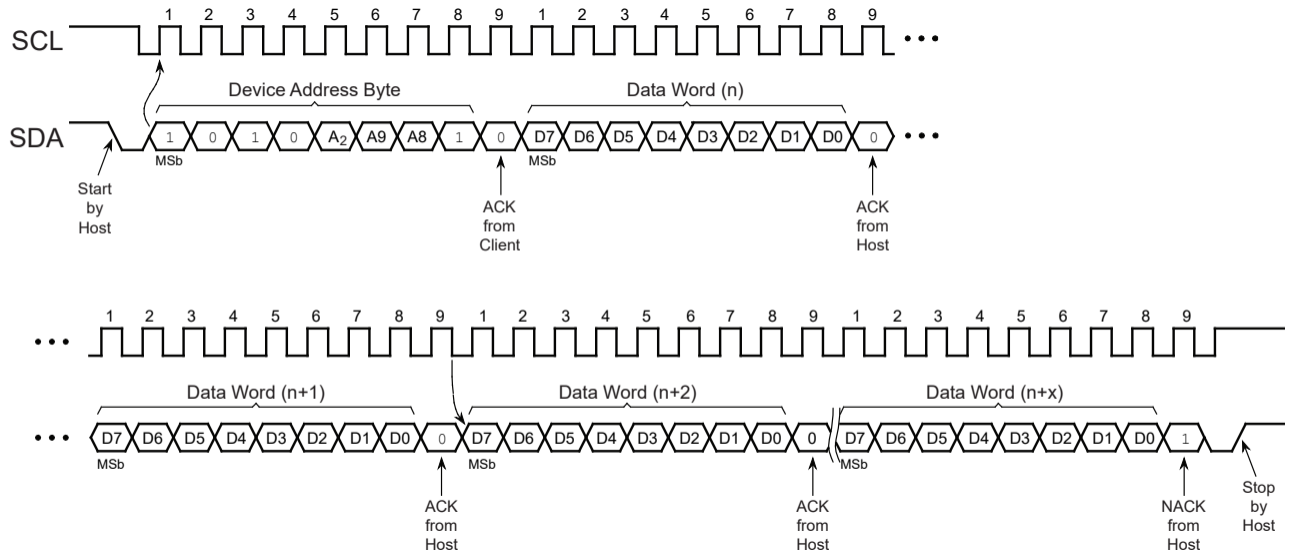 1 2 3 4 5 6 7 8 9 1 2 3 4 5 6 7 8 9
SCL
Device Address Byte Data Word (n)
SDA 1 0 1 0 A2 A9 A8 1 0 D7 D6 D5 D4 D3 D2 D1 D0 0
MSb MSb
Start
by
Host
ACK
from
Client
ACK
from
Host
1 2 3 4 5 6 7 8 9 1 2 3 4 5 6 7 8 9 1 2 3 4 5 6 7 8 9
Data Word (n+1) Data Word (n+2) Data Word (n+x)
D7 D6 D5 D4 D3 D2 D1 D0 0 D7 D6 D5 D4 D3 D2 D1 D0 0 D7 D6 D5 D4 D3 D2 D1 D0 1
MSb MSb MSb
ACK
from
Host
ACK
from
Host
NACK
from
Host
Stop
by
Host